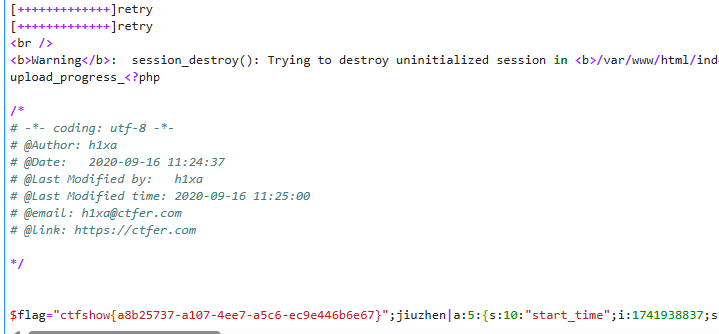 [+++++++++++++]retry
[+++++++++++++]retry
<br />
<b>Warning</b>:  session_destroy(): Trying to destroy uninitialized session in <b>/var/www/html/ind
upload_progress_<?php
/*
# -*- coding: utf-8 -*-
# @Author: h1xa
# @Date:   2020-09-16 11:24:37
# @Last Modified by:   h1xa
# @Last Modified time: 2020-09-16 11:25:00
# @email: h1xa@ctfer.com
# @link: https://ctfer.com
*/
$flag="ctfshow{a8b25737-a107-4ee7-a5c6-ec9e446b6e67}";jiuzhen|a:5:{s:10:"start_time";i:1741938837;s